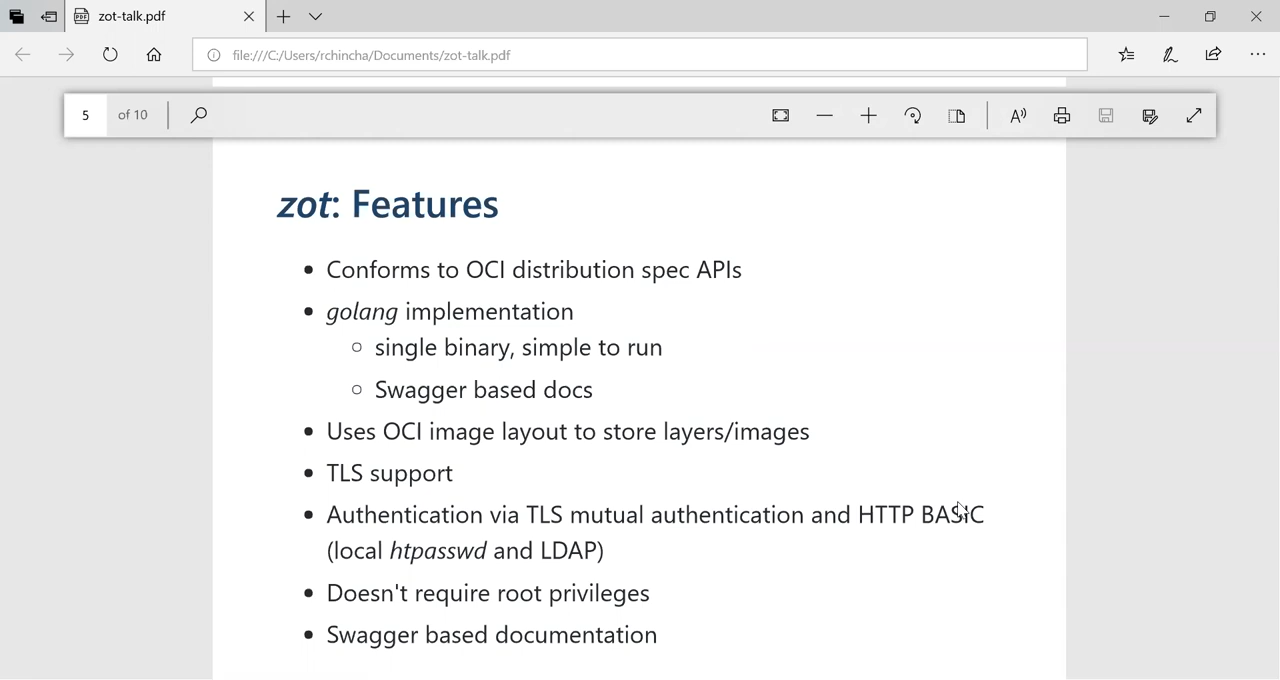 zot-talk.pdf
file:///C:/Users/rchincha/Documents/zot-talk.pdf
5 of 10
zot: Features
• Conforms to OCI distribution spec APIs
• golang implementation
○ single binary, simple to run
○ Swagger based docs
• Uses OCI image layout to store layers/images
• TLS support
• Authentication via TLS mutual authentication and HTTP BASIC
(local htpasswd and LDAP)
• Doesn't require root privileges
• Swagger based documentation